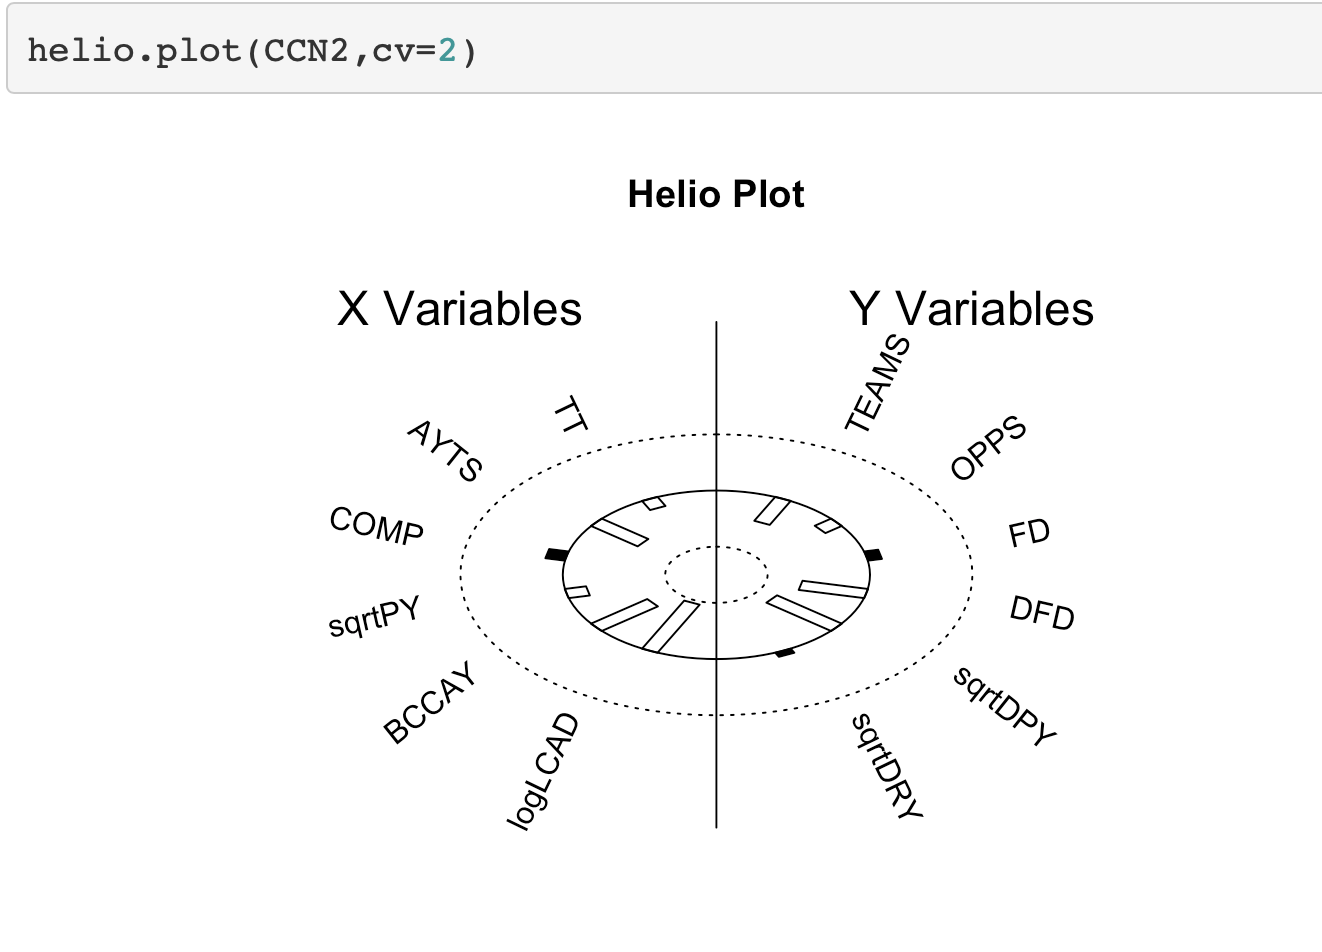 helio.plot(CCN2,cv=2)
Helio Plot
X Variables
Y Variables
TT
AYTS
COMP
sqrtPY
BCCAY
logLCAD
TEAMS
OPPS
FD
DFD
sqrtDPY
sqrtDRY